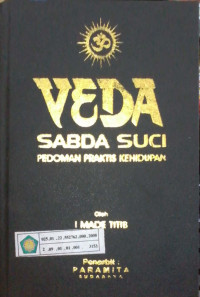 ॐ
VEDA
SABDA SUCI
PEDOMAN PRAKTIS KEHIDUPAN
Oleh
I MADE TITIB
Penerbit :
PARAMITA
SURABAYA